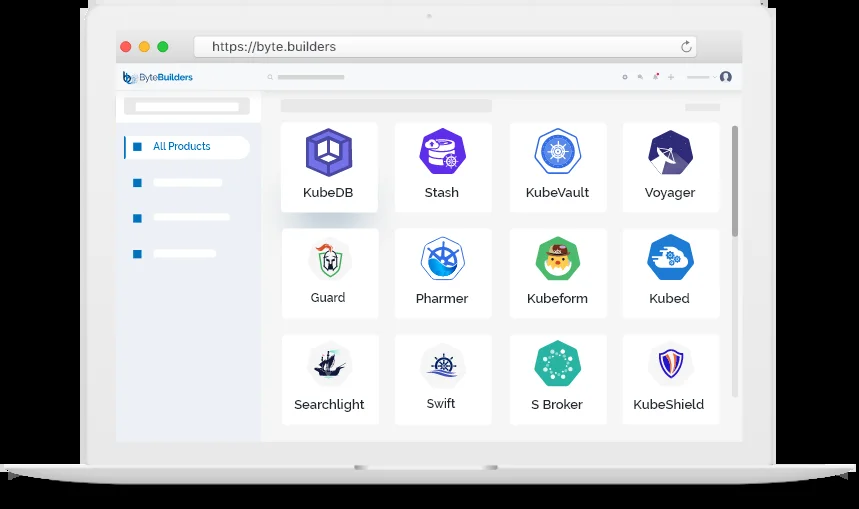 https://byte.builders
ByteBuilders
All Products
KubeDB
Stash
KubeVault
Voyager
Guard
Pharmer
Kubeform
Kubed
Searchlight
Swift
S Broker
KubeShield